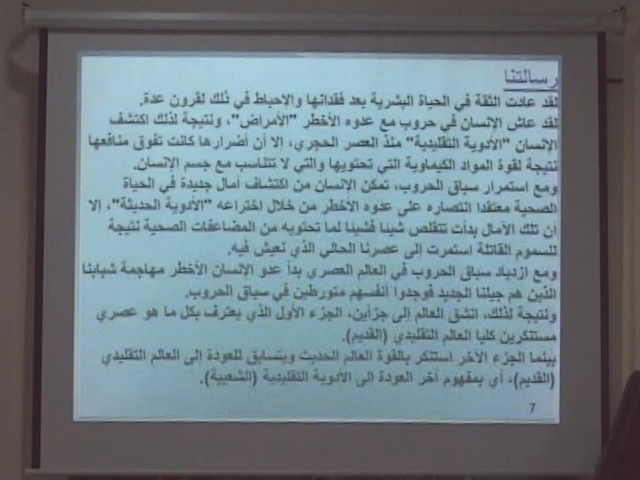 رسالتنا
لقد عادت الثقة في الحياة البشرية بعد فقدانها والإحباط في ذلك لقرون عدة.
لقد عاش الإنسان في حروب مع عدوه الأخطر "الأمراض"، ونتيجة لذلك اكتشف
الإنسان "الأدوية التقليدية" منذ العصر الحجري، إلا أن أضرارها كانت تفوق منافعها
نتيجة لقوة المواد الكيماوية التي تحتويها والتي لا تتناسب مع جسم الإنسان.
ومع استمرار سباق الحروب، تمكن الإنسان من اكتشاف آمال جديدة في الحياة
الصحية معتقدا انتصاره على عدوه الأخطر من خلال اختراعه "الأدوية الحديثة"، إلا
أن تلك الآمال بدأت تتقلص شيئا فشيئا لما تحتويه من المضاعفات الصحية نتيجة
للسموم القاتلة استمرت إلى عصرنا الحالي الذي نعيش فيه.
ومع ازدياد سباق الحروب في العالم العصري بدأ عدو الإنسان الأخطر مهاجمة شبابنا
الذين هم جيلنا الجديد فوجدوا أنفسهم متورطين في سباق الحروب.
ونتيجة لذلك، انشق العالم إلى جزأين، الجزء الأول الذي يعترف بكل ما هو عصري
مستنكرين كليا العالم التقليدي (القديم).
بينما الجزء الآخر استنكر بالقوة العالم الحديث ويتسابق للعودة إلى العالم التقليدي
(القديم)، أي بمفهوم آخر العودة الى الأدوية التقليدية (الشعبية).
7